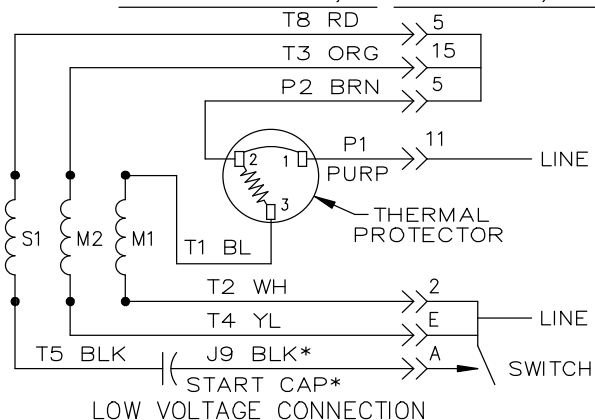 T8 RD 5
T3 ORG 15
P2 BRN 5
2 1 P1 11 LINE
PURP
3
THERMAL
PROTECTOR
S1 M2 M1
T1 BL
T2 WH 2
T4 YL E LINE
T5 BLK J9 BLK* A SWITCH
START CAP*
LOW VOLTAGE CONNECTION